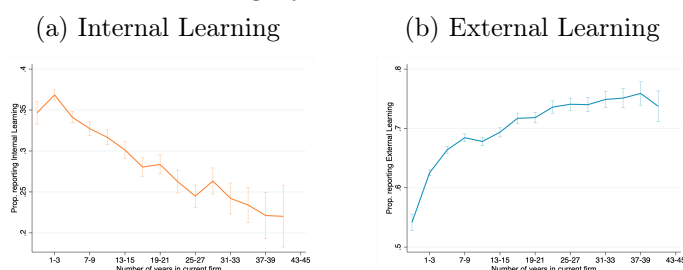 (a) Internal Learning
(b) External Learning
Prop. reporting Internal Learning
.4
.35
.3
.25
.2
1-3 7-9 13-15 19-21 25-27 31-33 37-39 43-45
Number of years in current firm
Prop. reporting External Learning
.8
.7
.6
.5
1-3 7-9 13-15 19-21 25-27 31-33 37-39 43-45
Number of years in current firm